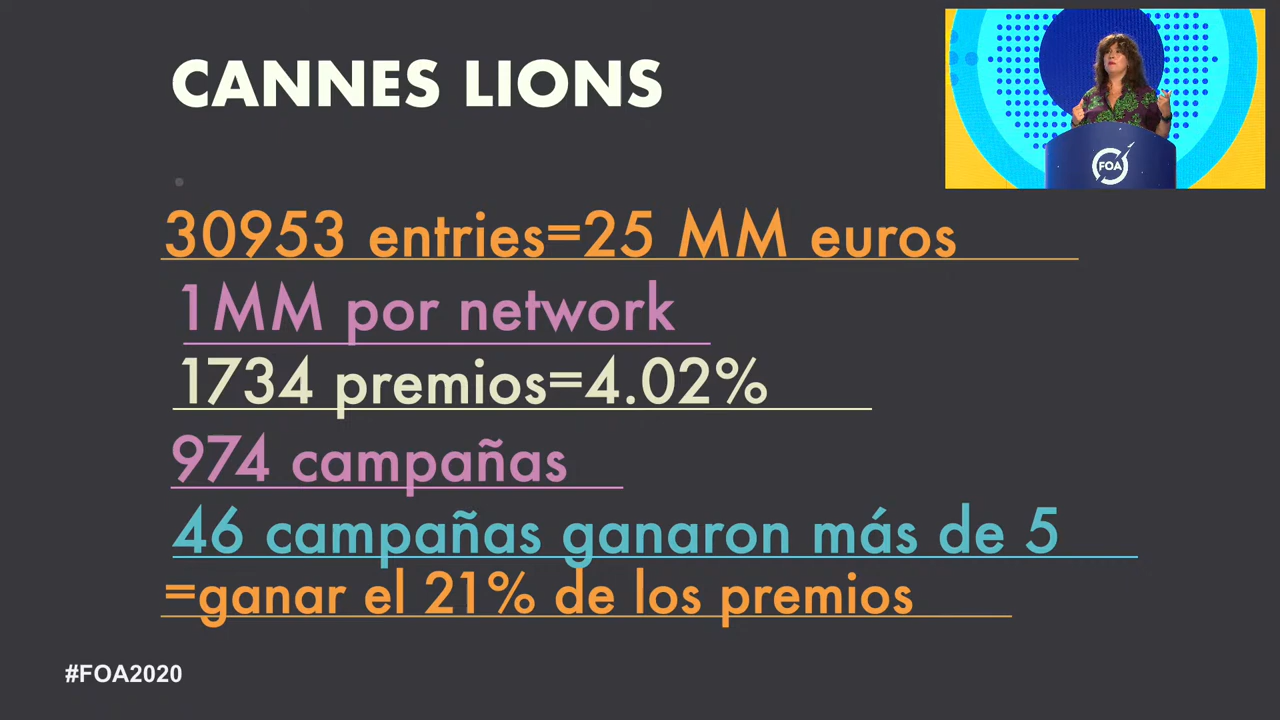 CANNES LIONS
30953 entries=25 MM euros
1MM por network
1734 premios=4.02%
974 campañas
46 campañas ganaron más de 5
=ganar el 21% de los premios
#FOA2020
FOA